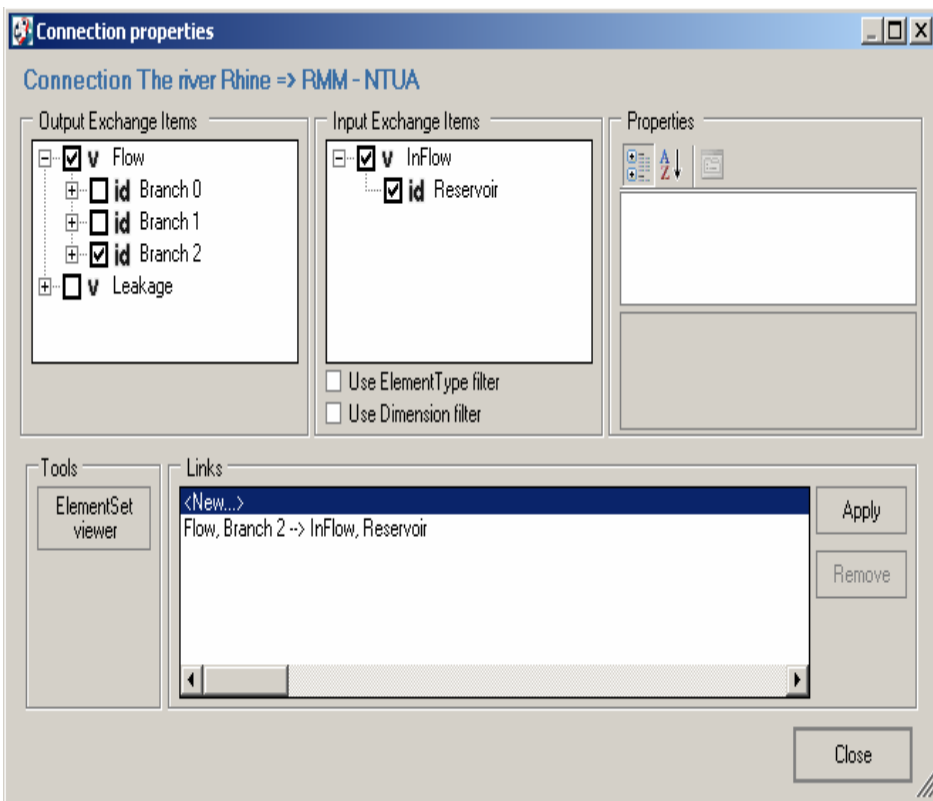 Connection properties
Connection The river Rhine => RMM - NTUA
Output Exchange Items
V Flow
id Branch 0
id Branch 1
id Branch 2
V Leakage
Input Exchange Items
V InFlow
id Reservoir
Use ElementType filter
Use Dimension filter
Properties
A
Z
Tools
ElementSet
viewer
Links
<New...>
Flow, Branch 2 --> InFlow, Reservoir
Apply
Remove
Close